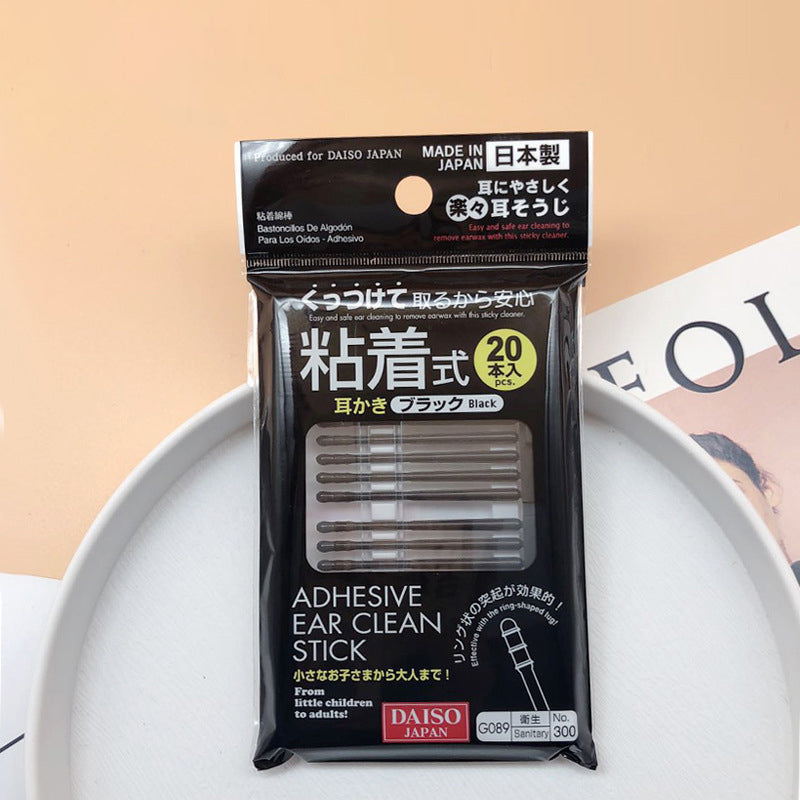 Produced for DAISO JAPAN
MADE IN JAPAN 日本製
耳にやさしく
楽々耳そうじ
Easy and safe ear cleaning to
remove earwax with this sticky cleaner.
粘着綿棒
Bastoncillos De Algodón
Para Los Oídos - Adhesivo
くっつけて取るから安心
Easy and safe ear cleaning to remove earwax with this sticky cleaner.
粘着式
20
本入
pcs.
耳かき ブラック Black
ADHESIVE
EAR CLEAN
STICK
リング状の突起が効果的!
Effective with the ring-shaped lug!
小さなお子さまから大人まで!
From
little children
to adults!
DAISO
JAPAN
G089
衛生
Sanitary
No.
300
EOL